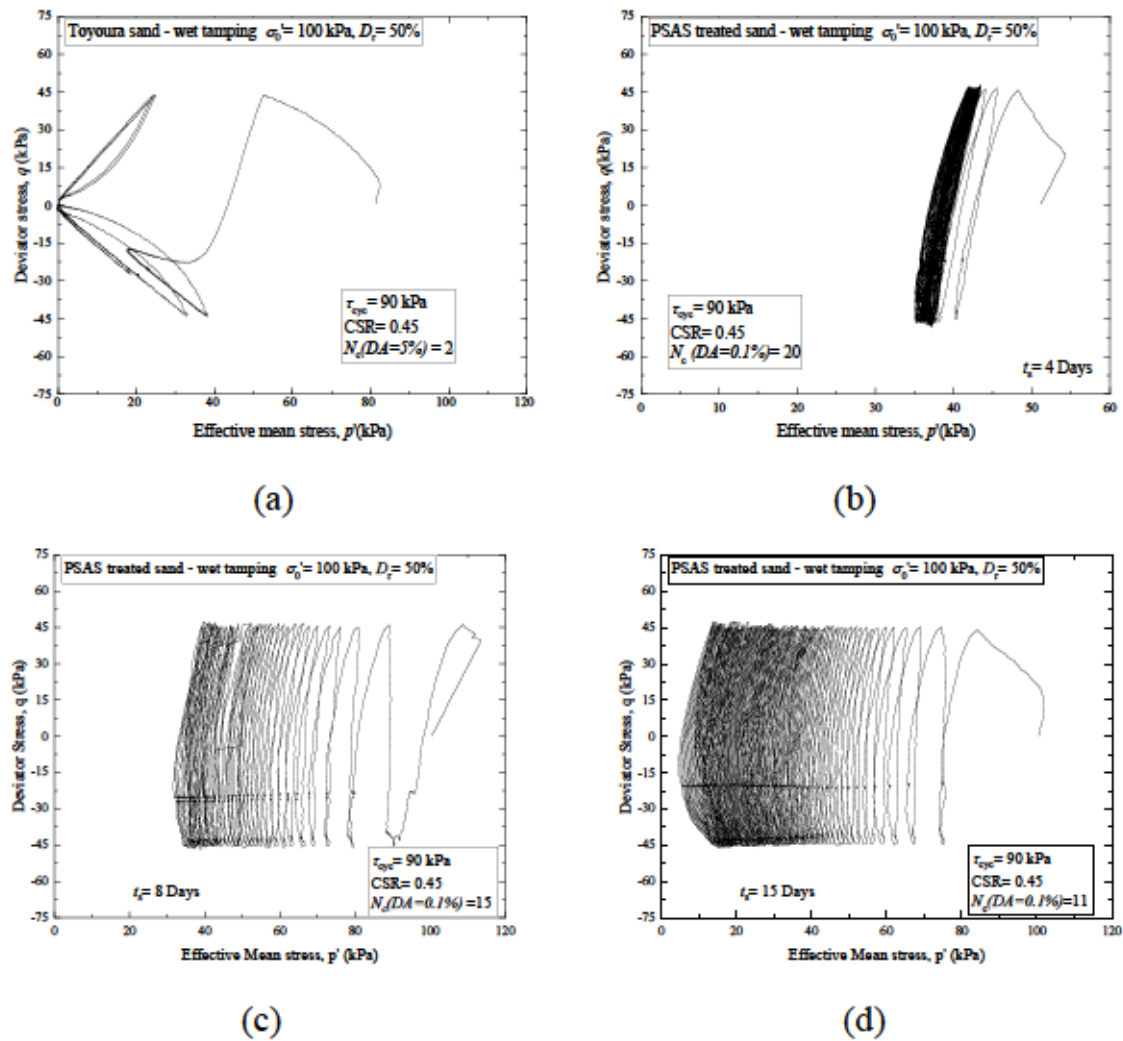 Toyoura sand - wet tamping σ0'= 100 kPa, Dr= 50%
75
60
45
30
15
0
-15
-30
-45
-60
-75
Deviator stress, q (kPa)
τcyc= 90 kPa
CSR= 0.45
Nc(DA=5%) = 2
0 20 40 60 80 100 120
Effective mean stress, p'(kPa)
(a)
PSAS treated sand - wet tamping σ0'= 100 kPa, Dr= 50%
75
60
45
30
15
0
-15
-30
-45
-60
-75
Deviator stress, q(kPa)
τcyc= 90 kPa
CSR= 0.45
Nc (DA=0.1%)= 20
ts= 4 Days
0 10 20 30 40 50 60
Effective mean stress, p'(kPa)
(b)
PSAS treated sand - wet tamping σ0'= 100 kPa, Dr= 50%
75
60
45
30
15
0
-15
-30
-45
-60
-75
Deviator Stress, q (kPa)
τcyc= 90 kPa
CSR= 0.45
Nc(DA=0.1%) =15
ts= 8 Days
0 20 40 60 80 100 120
Effective Mean stress, p' (kPa)
(c)
PSAS treated sand - wet tamping σ0'= 100 kPa, Dr= 50%
75
60
45
30
15
0
-15
-30
-45
-60
-75
Deviator Stress, q (kPa)
τcyc= 90 kPa
CSR= 0.45
Nc(DA=0.1%)=11
ts= 15 Days
0 20 40 60 80 100 120
Effective Mean stress, p' (kPa)
(d)